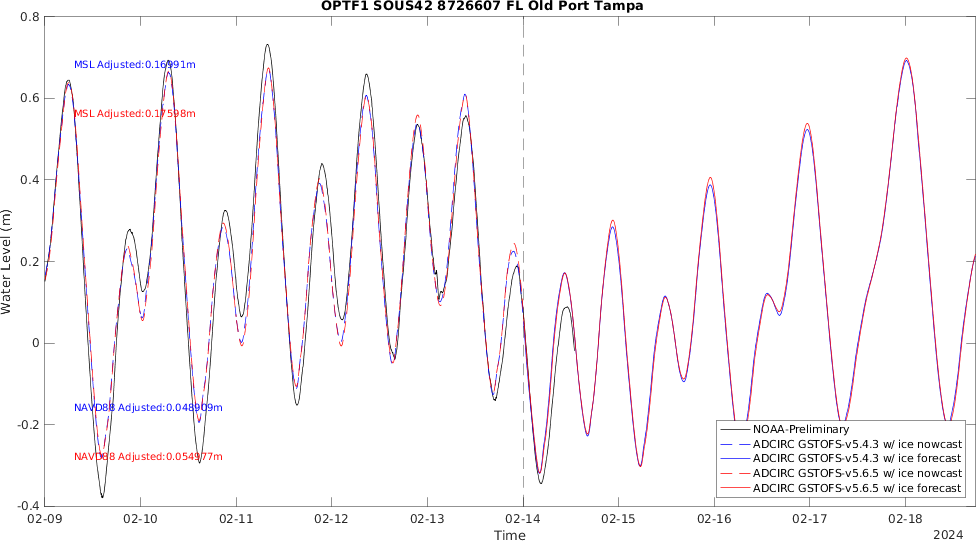 OPTF1 SOUS42 8726607 FL Old Port Tampa
0.8
MSL Adjusted:0.16991m
0.6
MSL Adjusted:0.17598m
0.4
Water Level (m)
0.2
0
NAVD88 Adjusted:0.048909m
-0.2
NOAA-Preliminary
ADCIRC GSTOFS-v5.4.3 w/ ice nowcast
NAVD88 Adjusted:0.054977m
ADCIRC GSTOFS-v5.4.3 w/ ice forecast
ADCIRC GSTOFS-v5.6.5 w/ ice nowcast
ADCIRC GSTOFS-v5.6.5 w/ ice forecast
-0.4
02-09 02-10 02-11 02-12 02-13 02-14 02-15 02-16 02-17 02-18
Time
2024